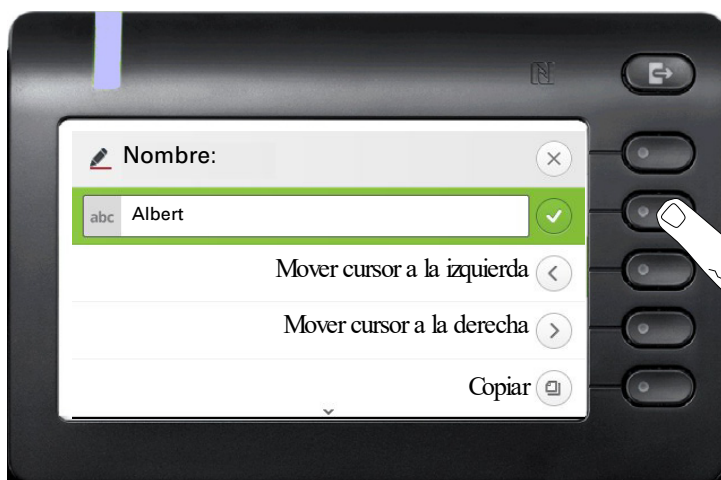 Nombre:
abc Albert
Mover cursor a la izquierda
Mover cursor a la derecha
Copiar